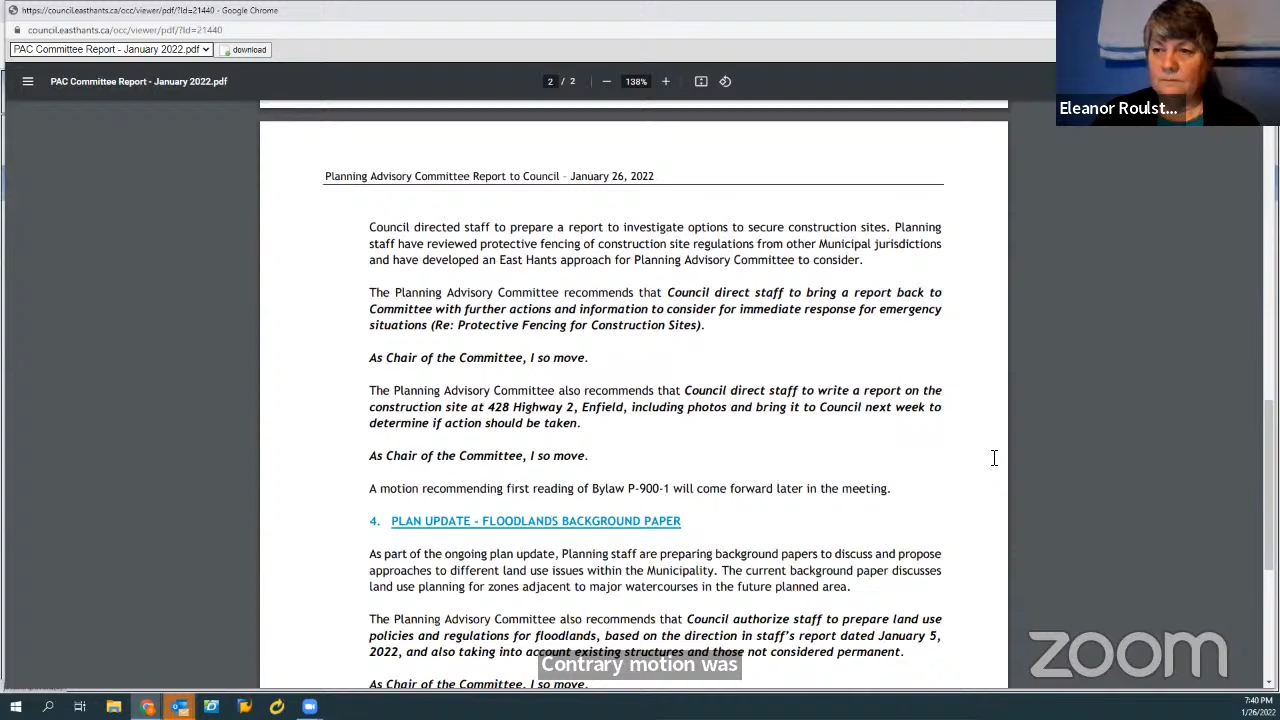 https://council.easthants.ca/occ/viewer/pdf/?Id=21440 - Google Chrome
council.easthants.ca/occ/viewer/pdf/?Id=21440
PAC Committee Report - January 2022.pdf download
PAC Committee Report - January 2022.pdf 2 / 2 138%
Eleanor Roulst...
Planning Advisory Committee Report to Council – January 26, 2022
Council directed staff to prepare a report to investigate options to secure construction sites. Planning
staff have reviewed protective fencing of construction site regulations from other Municipal jurisdictions
and have developed an East Hants approach for Planning Advisory Committee to consider.
The Planning Advisory Committee recommends that Council direct staff to bring a report back to
Committee with further actions and information to consider for immediate response for emergency
situations (Re: Protective Fencing for Construction Sites).
As Chair of the Committee, I so move.
The Planning Advisory Committee also recommends that Council direct staff to write a report on the
construction site at 428 Highway 2, Enfield, including photos and bring it to Council next week to
determine if action should be taken.
As Chair of the Committee, I so move.
A motion recommending first reading of Bylaw P-900-1 will come forward later in the meeting.
4. PLAN UPDATE - FLOODLANDS BACKGROUND PAPER
As part of the ongoing plan update, Planning staff are preparing background papers to discuss and propose
approaches to different land use issues within the Municipality. The current background paper discusses
land use planning for zones adjacent to major watercourses in the future planned area.
The Planning Advisory Committee also recommends that Council authorize staff to prepare land use
policies and regulations for floodlands, based on the direction in staff's report dated January 5,
2022, and also taking into account existing structures and those not considered permanent.
Contrary motion was
As Chair of the Committee, I so move.
zoom
7:40 PM
1/26/2022